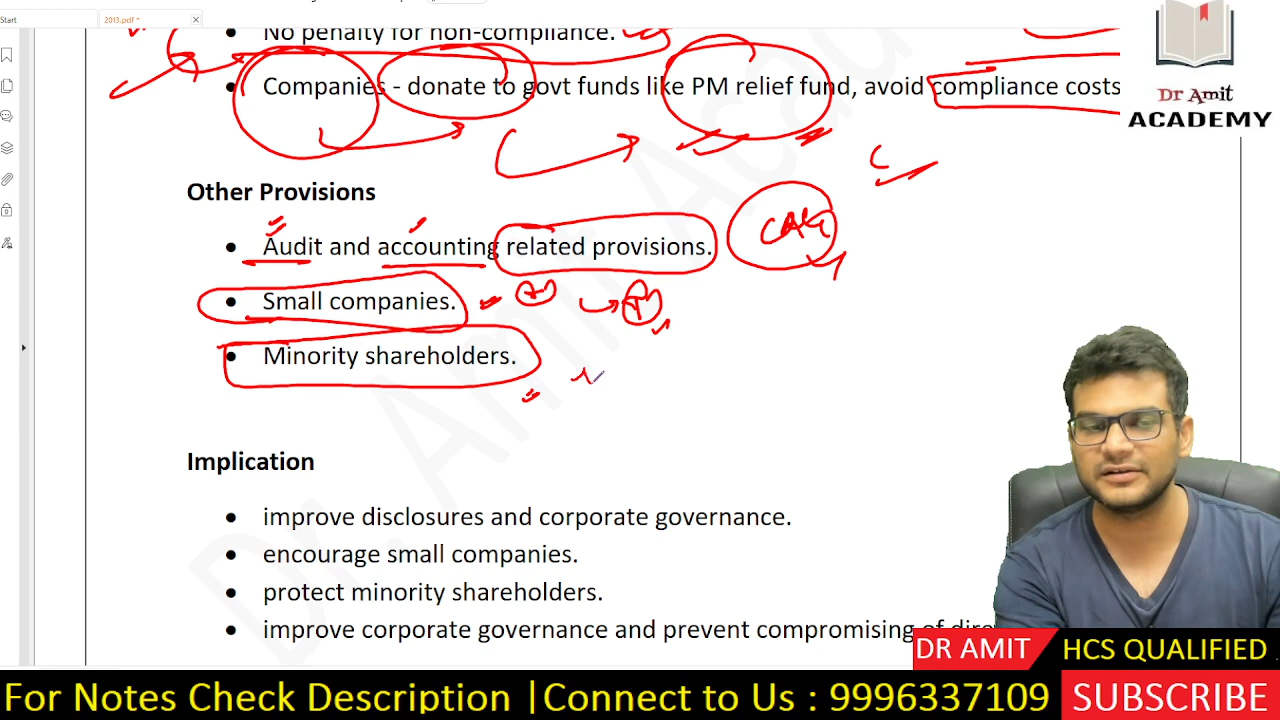 Start
2013.pdf *
No penalty for non-compliance.
Companies - donate to govt funds like PM relief fund, avoid compliance costs
Dr Amit
ACADEMY
Other Provisions
Audit and accounting related provisions.
CAG
Small companies.
Minority shareholders.
Implication
improve disclosures and corporate governance.
encourage small companies.
protect minority shareholders.
improve corporate governance and prevent compromising of
DR AMIT
HCS QUALIFIED
For Notes Check Description | Connect to Us : 9996337109
SUBSCRIBE